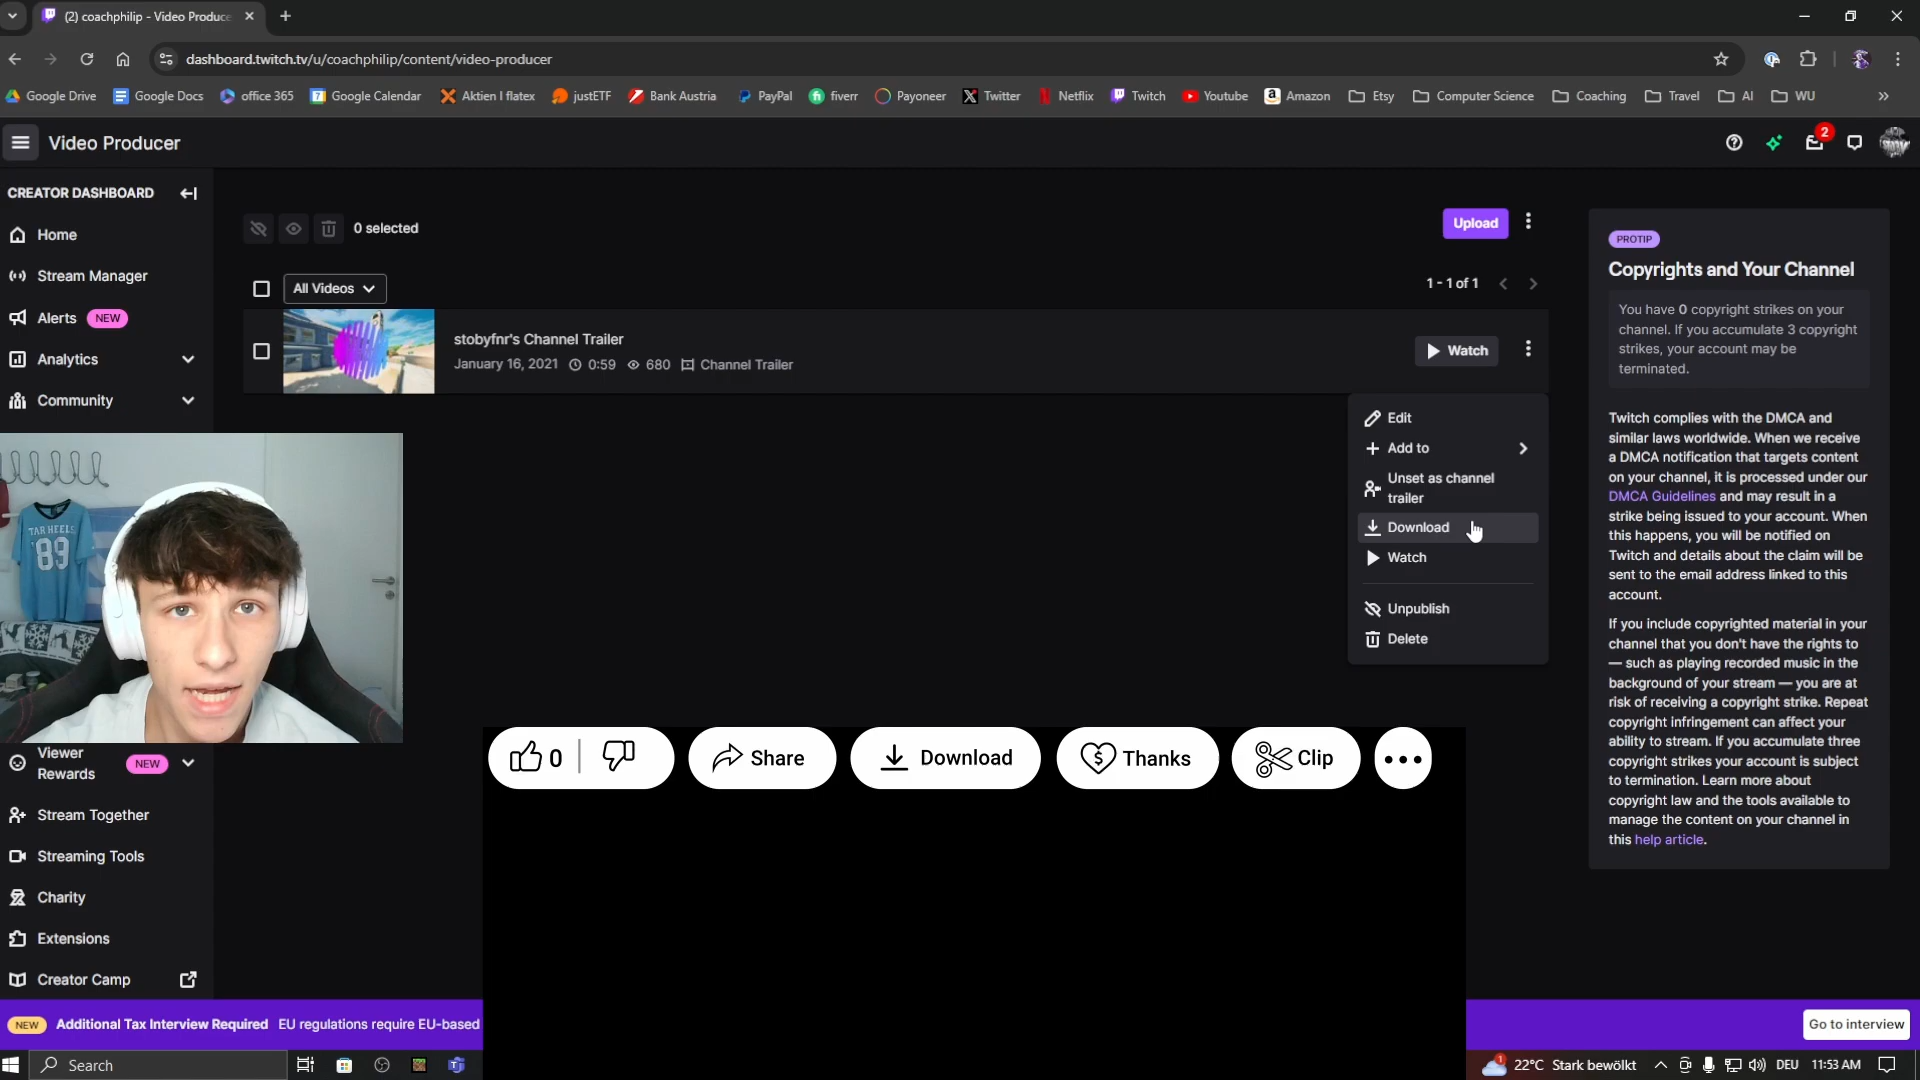 (2) coachphilip - Video Produce
dashboard.twitch.tv/u/coachphilip/content/video-producer
Google Drive
Google Docs
office 365
Google Calendar
Aktien I flatex
justETF
Bank Austria
PayPal
fiverr
Payoneer
Twitter
Netflix
Twitch
Youtube
Amazon
Etsy
Computer Science
Coaching
Travel
AI
WU
Video Producer
2
CREATOR DASHBOARD
Home
Stream Manager
Alerts NEW
Analytics
Community
TAR HEELS
89
Viewer
Rewards
NEW
Stream Together
Streaming Tools
Charity
Extensions
Creator Camp
0 selected
Upload
All Videos
1 - 1 of 1
stobyfnr's Channel Trailer
January 16, 2021 0:59 680 Channel Trailer
Watch
Edit
Add to
Unset as channel
trailer
Download
Watch
Unpublish
Delete
PROTIP
Copyrights and Your Channel
You have 0 copyright strikes on your
channel. If you accumulate 3 copyright
strikes, your account may be
terminated.
Twitch complies with the DMCA and
similar laws worldwide. When we receive
a DMCA notification that targets content
on your channel, it is processed under our
DMCA Guidelines and may result in a
strike being issued to your account. When
this happens, you will be notified on
Twitch and details about the claim will be
sent to the email address linked to this
account.
If you include copyrighted material in your
channel that you don't have the rights to
— such as playing recorded music in the
background of your stream — you are at
risk of receiving a copyright strike. Repeat
copyright infringement can affect your
ability to stream. If you accumulate three
copyright strikes your account is subject
to termination. Learn more about
copyright law and the tools available to
manage the content on your channel in
this help article.
0
Share
Download
Thanks
Clip
NEW Additional Tax Interview Required EU regulations require EU-based
Go to interview
Search
1
22°C Stark bewölkt
DEU
11:53 AM